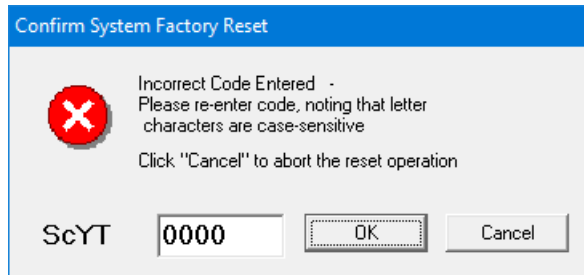 Confirm System Factory Reset
Incorrect Code Entered -
Please re-enter code, noting that letter
characters are case-sensitive
Click "Cancel" to abort the reset operation
ScYT 0000 OK Cancel